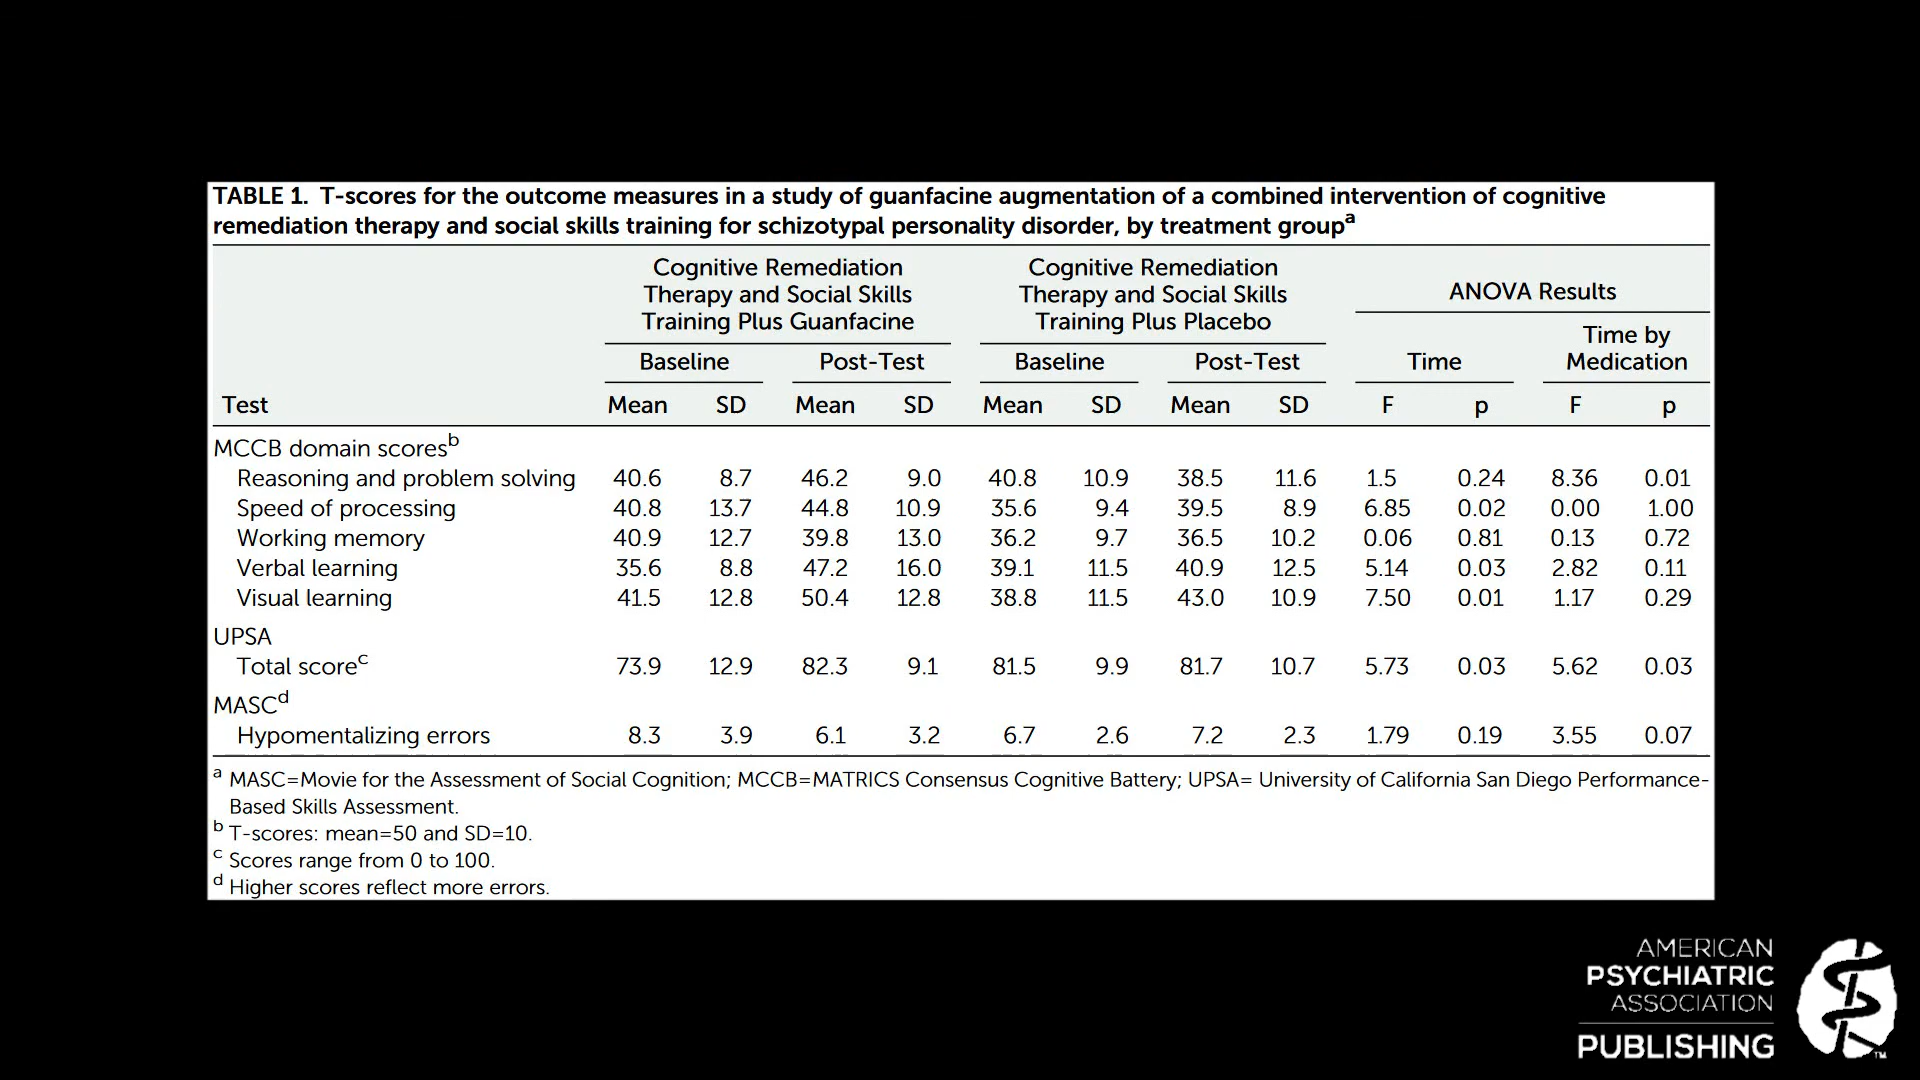 TABLE 1. T-scores for the outcome measures in a study of guanfacine augmentation of a combined intervention of cognitive
remediation therapy and social skills training for schizotypal personality disorder, by treatment groupa
Cognitive Remediation Therapy and Social Skills Training Plus Guanfacine
Cognitive Remediation Therapy and Social Skills Training Plus Placebo
ANOVA Results
Baseline Post-Test Baseline Post-Test Time Time by Medication
Test Mean SD Mean SD Mean SD Mean SD F p F p
MCCB domain scoresb
Reasoning and problem solving 40.6 8.7 46.2 9.0 40.8 10.9 38.5 11.6 1.5 0.24 8.36 0.01
Speed of processing 40.8 13.7 44.8 10.9 35.6 9.4 39.5 8.9 6.85 0.02 0.00 1.00
Working memory 40.9 12.7 39.8 13.0 36.2 9.7 36.5 10.2 0.06 0.81 0.13 0.72
Verbal learning 35.6 8.8 47.2 16.0 39.1 11.5 40.9 12.5 5.14 0.03 2.82 0.11
Visual learning 41.5 12.8 50.4 12.8 38.8 11.5 43.0 10.9 7.50 0.01 1.17 0.29
UPSA
Total scorec 73.9 12.9 82.3 9.1 81.5 9.9 81.7 10.7 5.73 0.03 5.62 0.03
MASCd
Hypomentalizing errors 8.3 3.9 6.1 3.2 6.7 2.6 7.2 2.3 1.79 0.19 3.55 0.07
a MASC=Movie for the Assessment of Social Cognition; MCCB=MATRICS Consensus Cognitive Battery; UPSA= University of California San Diego Performance-
Based Skills Assessment.
b T-scores: mean=50 and SD=10.
c Scores range from 0 to 100.
d Higher scores reflect more errors.
AMERICAN
PSYCHIATRIC
ASSOCIATION
PUBLISHING
TM